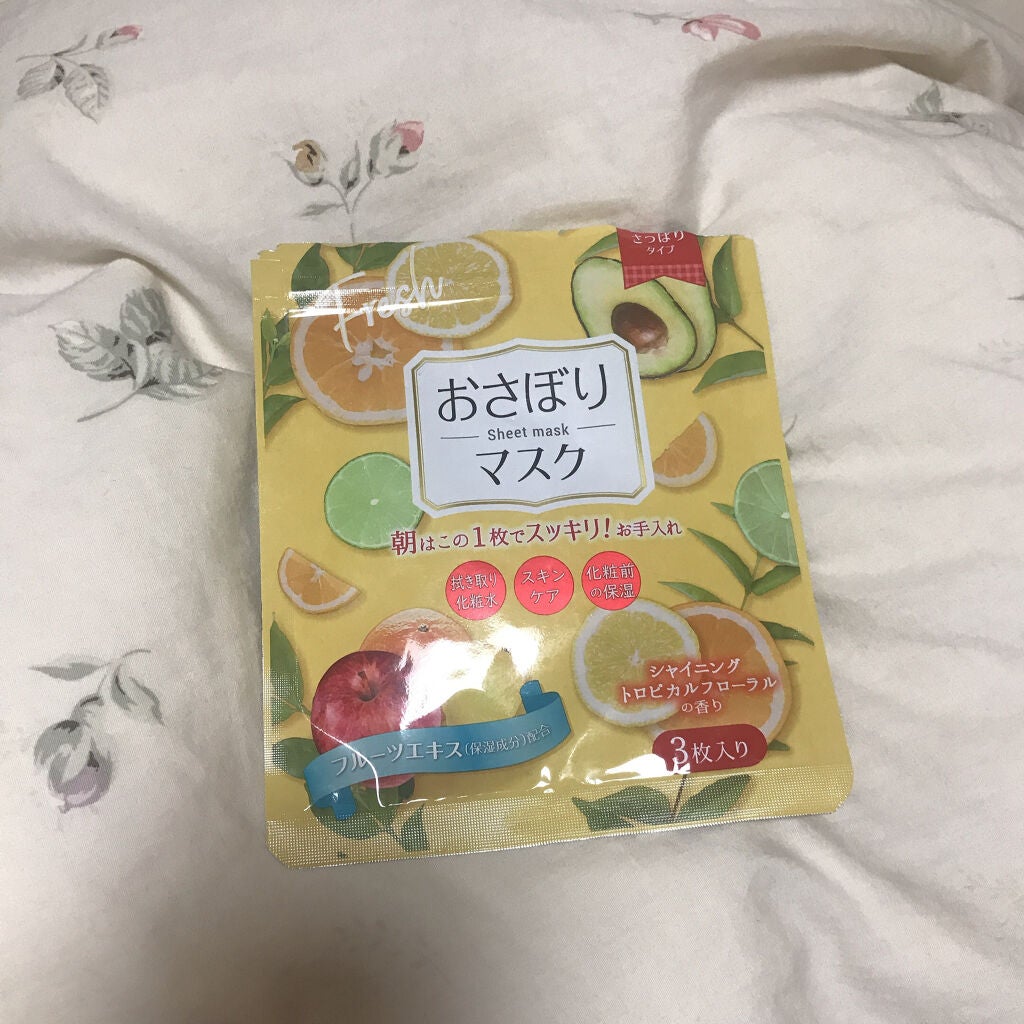 さっぱり
タイプ
Fresh
おさぼり
Sheet mask
マスク
朝はこの1枚でスッキリ!お手入れ
拭き取り
化粧水
スキン
ケア
化粧前
の保湿
シャイニング
トロピカルフローラル
の香り
フルーツエキス(保湿成分)配合
3枚入り